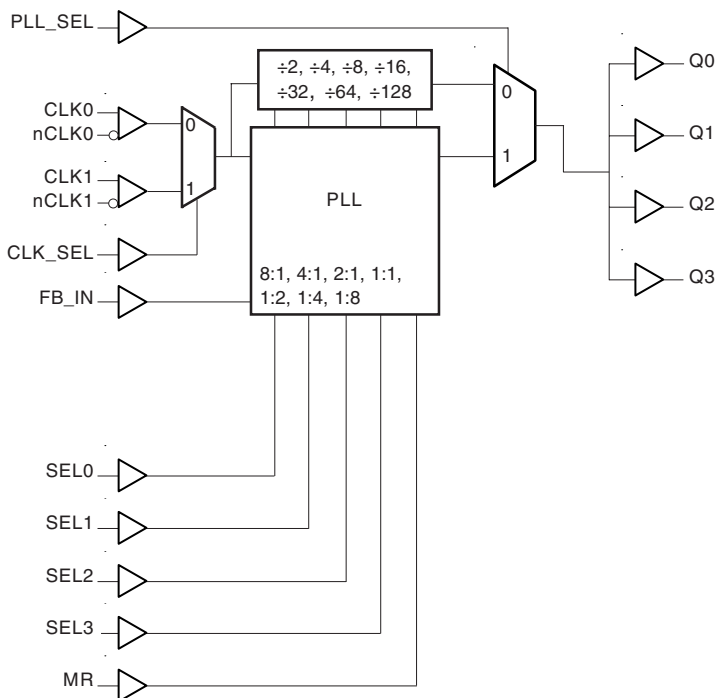 PLL_SEL
÷2, ÷4, ÷8, ÷16,
÷32, ÷64, ÷128
0
Q0
CLK0
nCLK0
0
CLK1
nCLK1
1
1
Q1
PLL
Q2
CLK_SEL
8:1, 4:1, 2:1, 1:1,
1:2, 1:4, 1:8
FB_IN
Q3
SEL0
SEL1
SEL2
SEL3
MR